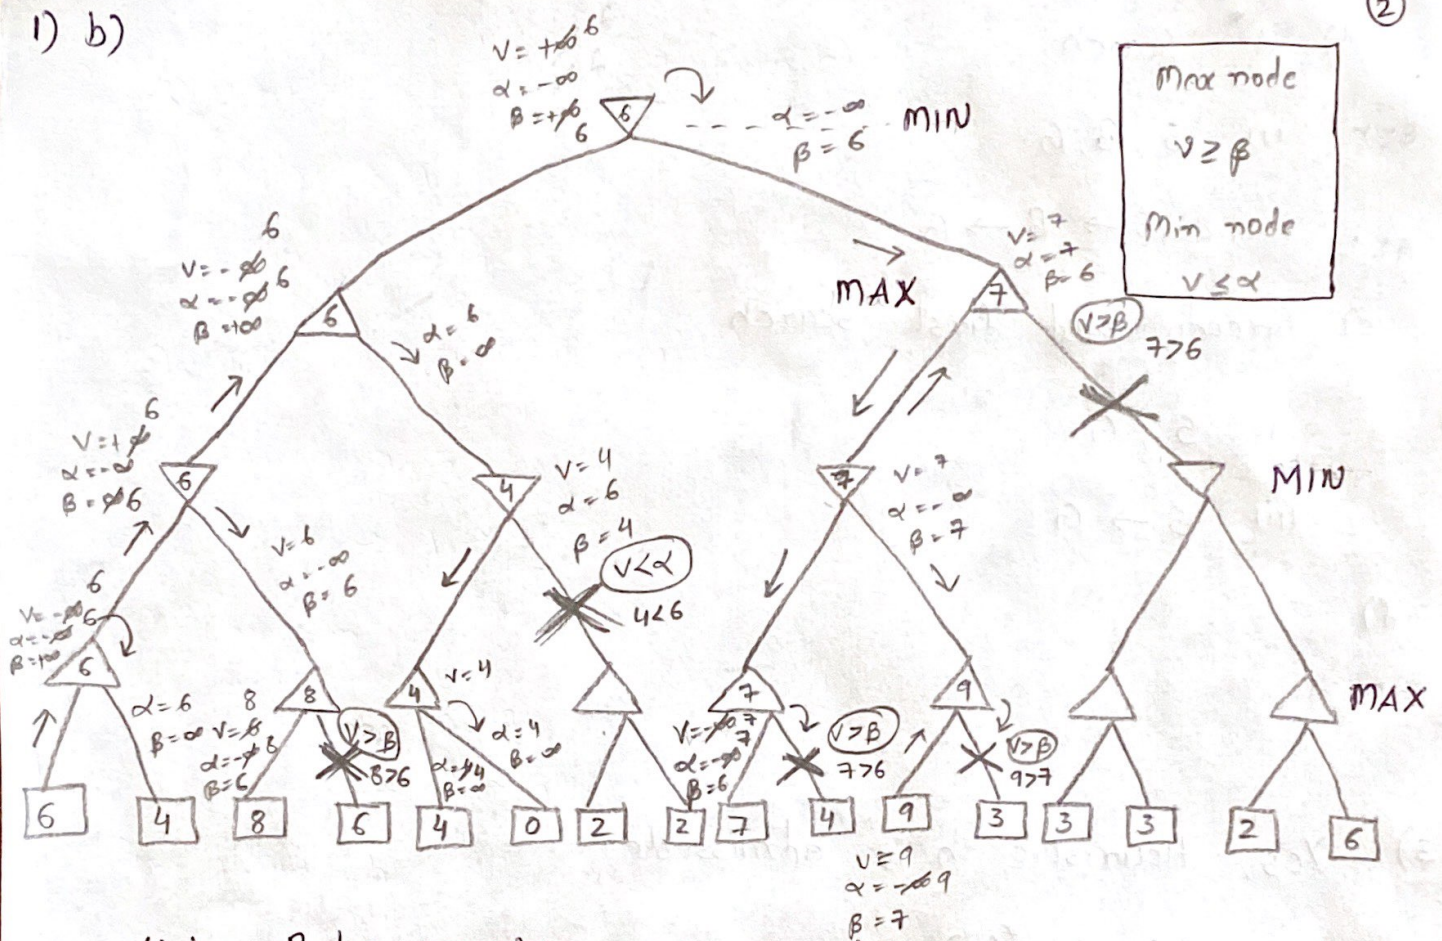 1) b)
2
V = +∞ 6
α = -∞
β = +∞
6
6
α = -∞
β = 6
MIN
Max node
V ≥ β
Min node
V ≤ α
6
V = -∞
α = -∞ 6
β = +∞
6
α = 6
β = ∞
MAX
V = 7
α = 7
β = 6
7
V > β
7 > 6
6
V = +∞
α = -∞
β = ∞ 6
6
V = 6
α = -∞
β = 6
4
V = 4
α = 6
β = 4
V < α
4 < 6
7
V = 7
α = -∞
β = 7
MIN
6
V = -∞
α = -∞ 6
β = +∞
6
α = 6
β = ∞
8
V = -∞
α = -∞ 8
β = 6
8
V > β
8 > 6
4
V = 4
α = 4
β = ∞
α = -∞ 4
β = ∞
7
V = -∞ 7
α = -∞ 7
β = 6
V > β
7 > 6
9
V > β
9 > 7
MAX
6 4 8 6 4 0 2 2 7 4 9 3 3 3 2 6
V = 9
α = -∞ 9
β = 7